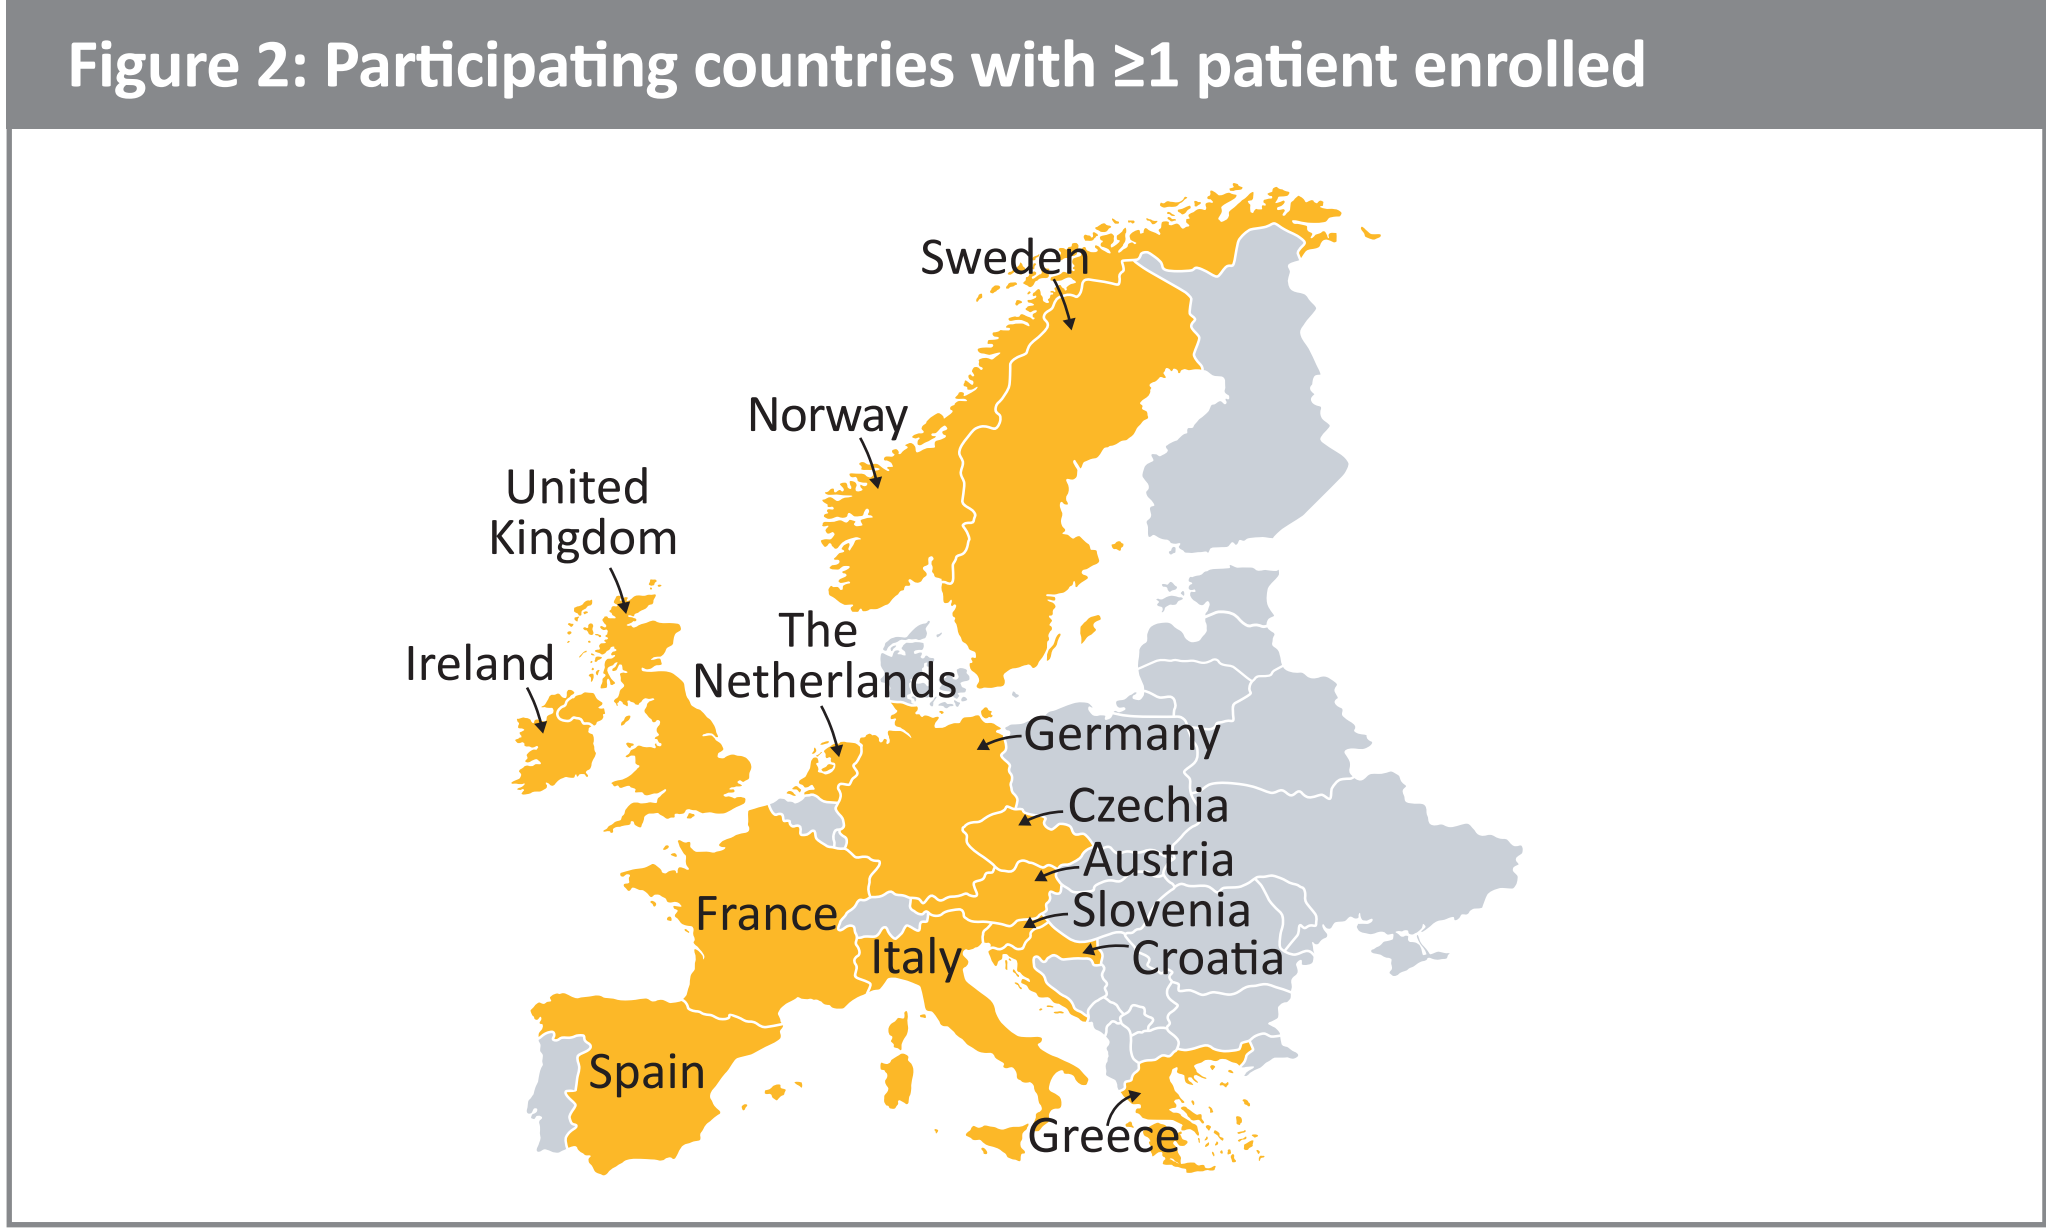 Figure 2: Participating countries with ≥1 patient enrolled
Sweden
Norway
United
Kingdom
The
Netherlands
Ireland
Germany
Czechia
Austria
Slovenia
France
Italy
Croatia
Spain
Greece